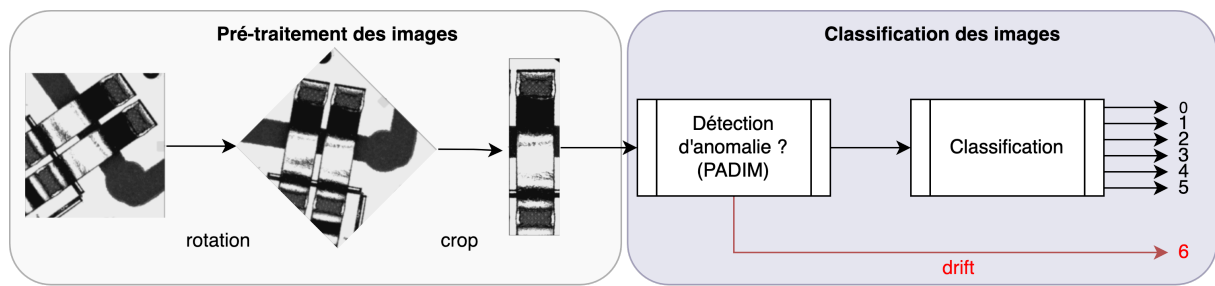 Pré-traitement des images
rotation
crop
Classification des images
Détection
d'anomalie ?
(PADIM)
Classification
0
1
2
3
4
5
drift
6